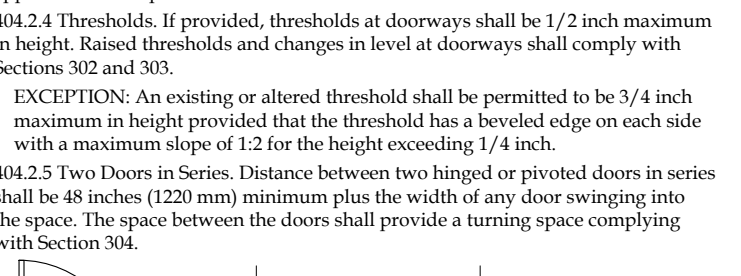 404.2.4 Thresholds. If provided, thresholds at doorways shall be 1/2 inch maximum
in height. Raised thresholds and changes in level at doorways shall comply with
Sections 302 and 303.
EXCEPTION: An existing or altered threshold shall be permitted to be 3/4 inch
maximum in height provided that the threshold has a beveled edge on each side
with a maximum slope of 1:2 for the height exceeding 1/4 inch.
404.2.5 Two Doors in Series. Distance between two hinged or pivoted doors in series
shall be 48 inches (1220 mm) minimum plus the width of any door swinging into
the space. The space between the doors shall provide a turning space complying
with Section 304.